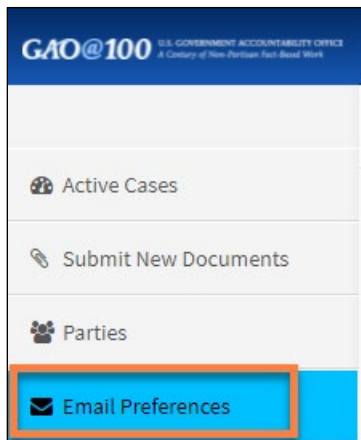 GAO@100 U.S. GOVERNMENT ACCOUNTABILITY OFFICE
A Century of Non-Partisan Fact-Based Work
Active Cases
Submit New Documents
Parties
Email Preferences